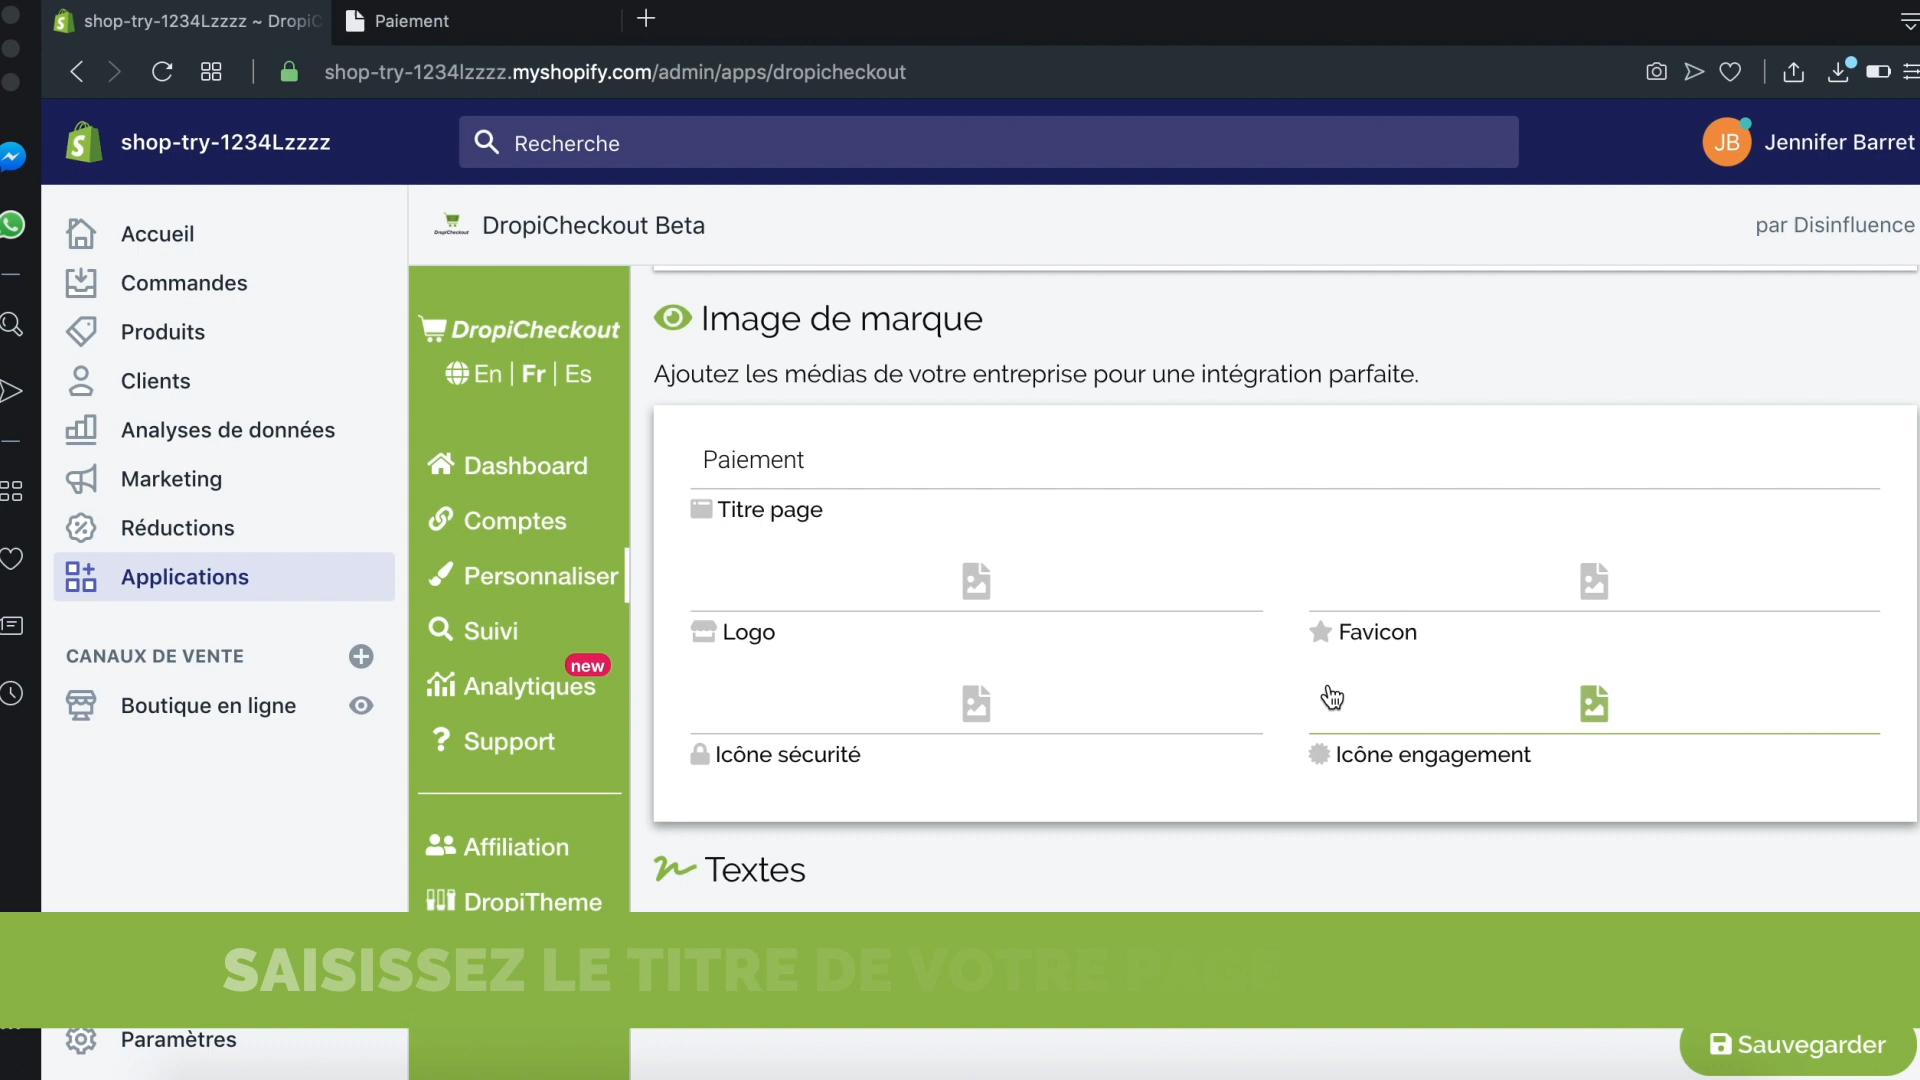 shop-try-1234Lzzzz ~ DropiC
Paiement
shop-try-1234lzzzz.myshopify.com/admin/apps/dropicheckout
shop-try-1234Lzzzz
Recherche
JB
Jennifer Barret
Accueil
Commandes
Produits
Clients
Analyses de données
Marketing
Réductions
Applications
CANAUX DE VENTE
Boutique en ligne
Paramètres
DropiCheckout
DropiCheckout Beta
par Disinfluence
DropiCheckout
En | Fr | Es
Dashboard
Comptes
Personnaliser
Suivi
new
Analytiques
Support
Affiliation
DropiTheme
Image de marque
Ajoutez les médias de votre entreprise pour une intégration parfaite.
Paiement
Titre page
Logo
Favicon
Icône sécurité
Icône engagement
Textes
SAISISSEZ LE TITRE DE VOTRE PAGE
Sauvegarder